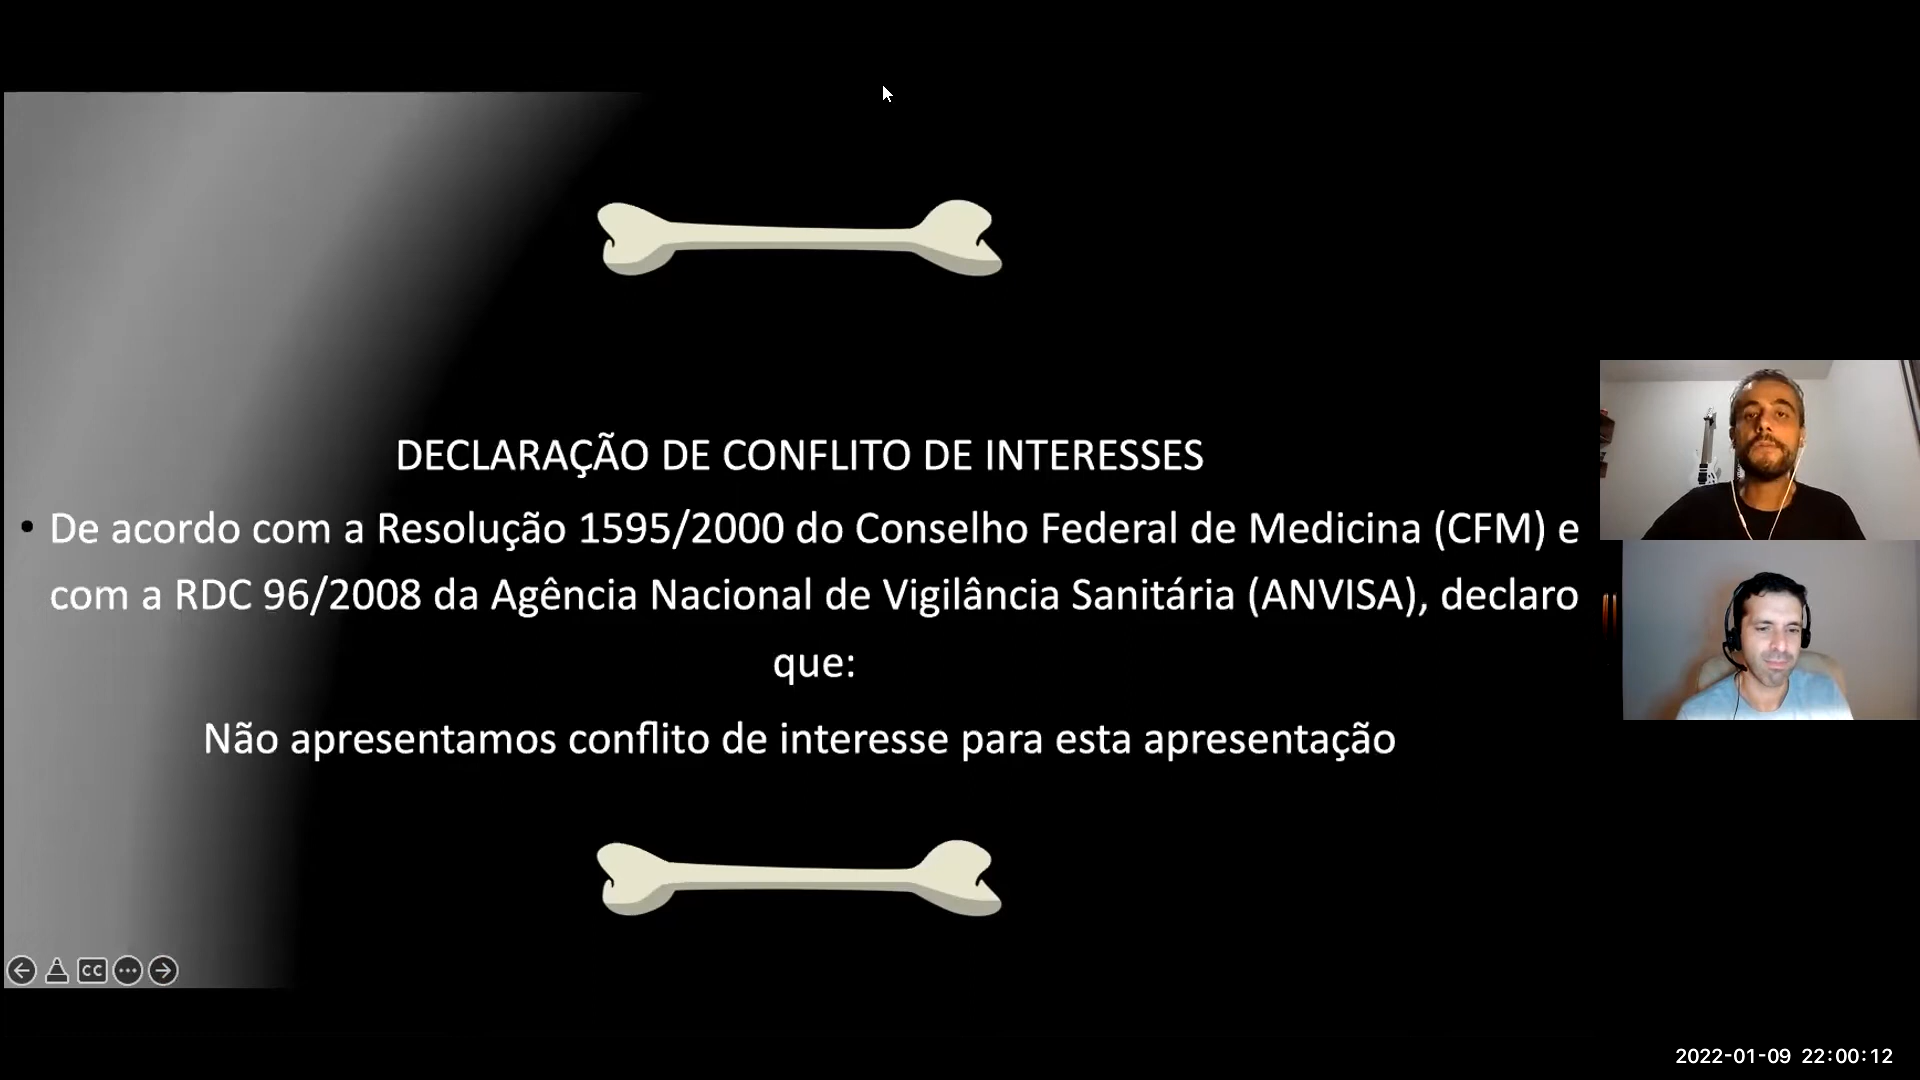 DECLARAÇÃO DE CONFLITO DE INTERESSES
• De acordo com a Resolução 1595/2000 do Conselho Federal de Medicina (CFM) e
com a RDC 96/2008 da Agência Nacional de Vigilância Sanitária (ANVISA), declaro
que:
Não apresentamos conflito de interesse para esta apresentação
CC
2022-01-09 22:00:12